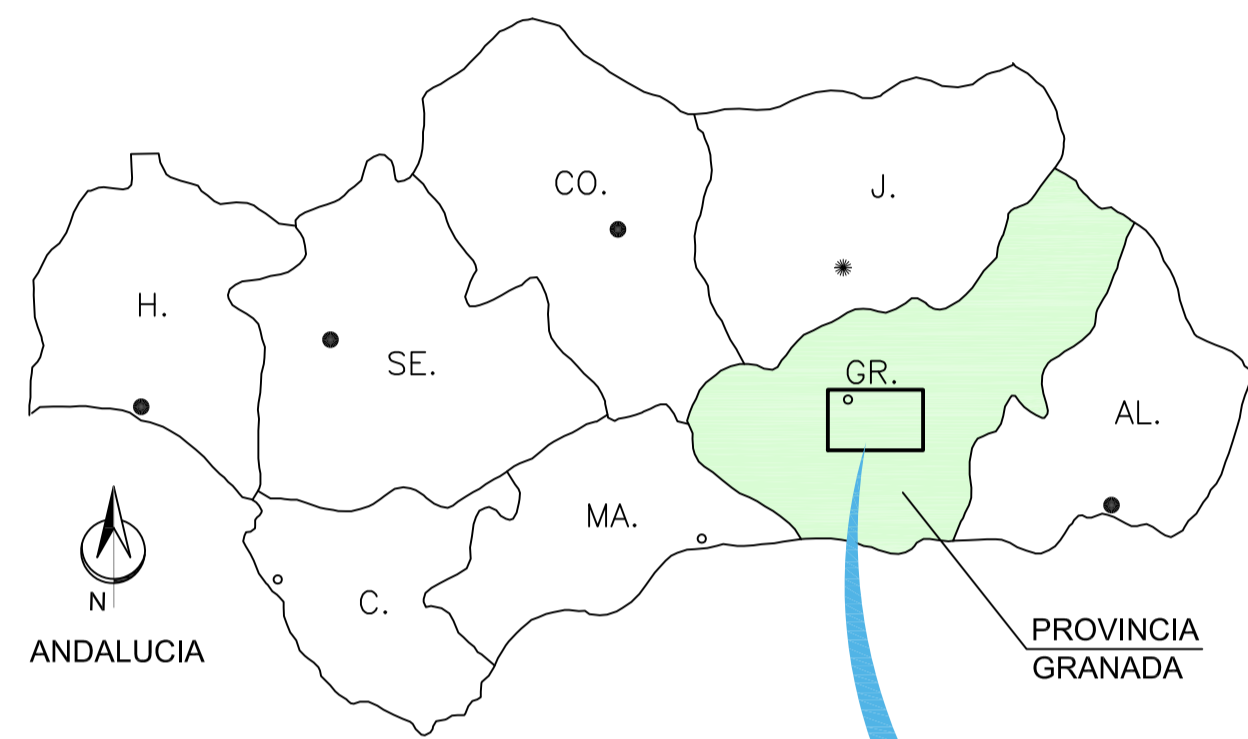 CO.
J.
H.
SE.
GR.
AL.
MA.
C.
N
ANDALUCIA
PROVINCIA
GRANADA